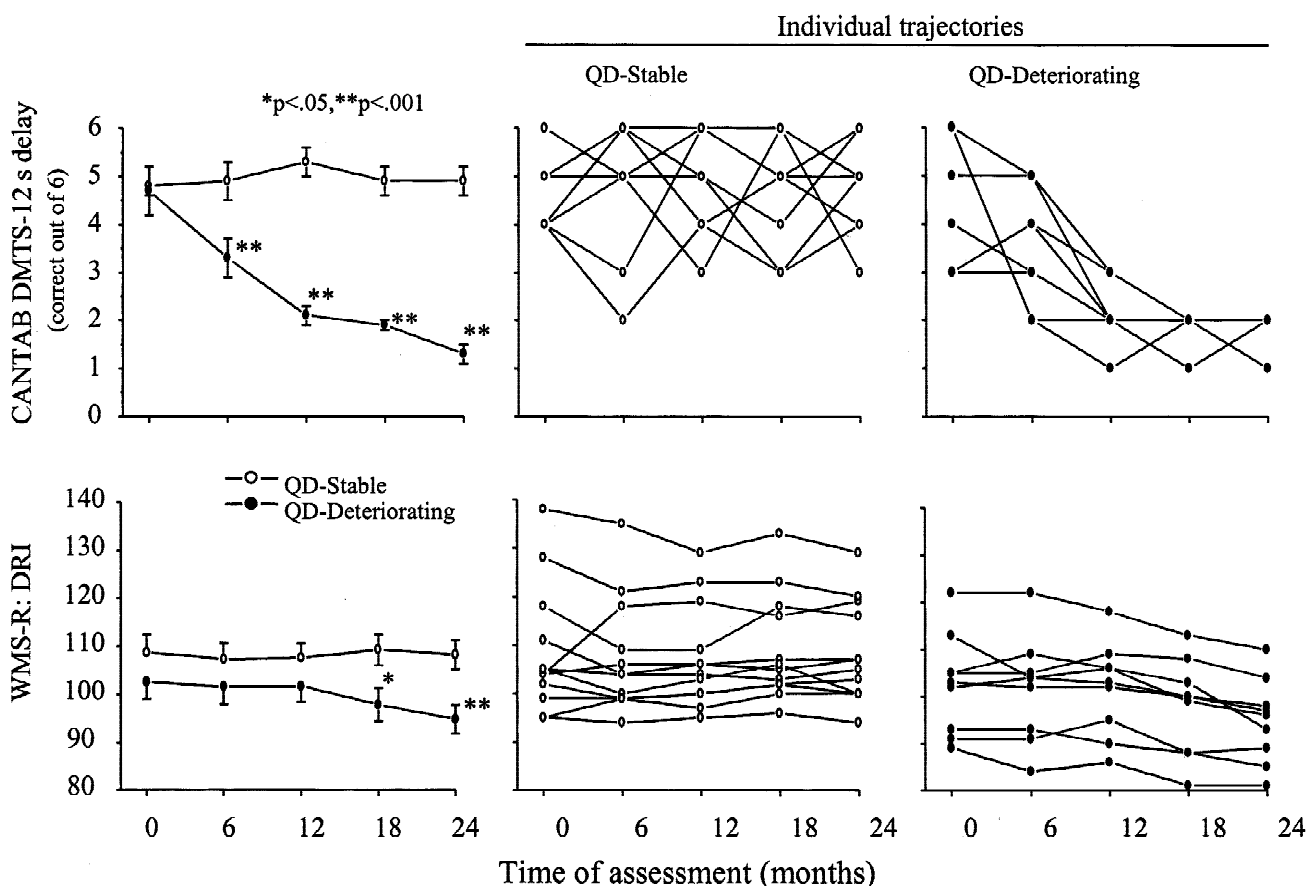 Individual trajectories
QD-Stable
QD-Deteriorating
*p<.05,**p<.001
CANTAB DMTS-12 s delay
(correct out of 6)
6
5
4
3
2
1
0
**
**
**
**
QD-Stable
QD-Deteriorating
WMS-R: DRI
140
130
120
110
100
90
80
*
**
0 6 12 18 24
0 6 12 18 24
0 6 12 18 24
Time of assessment (months)